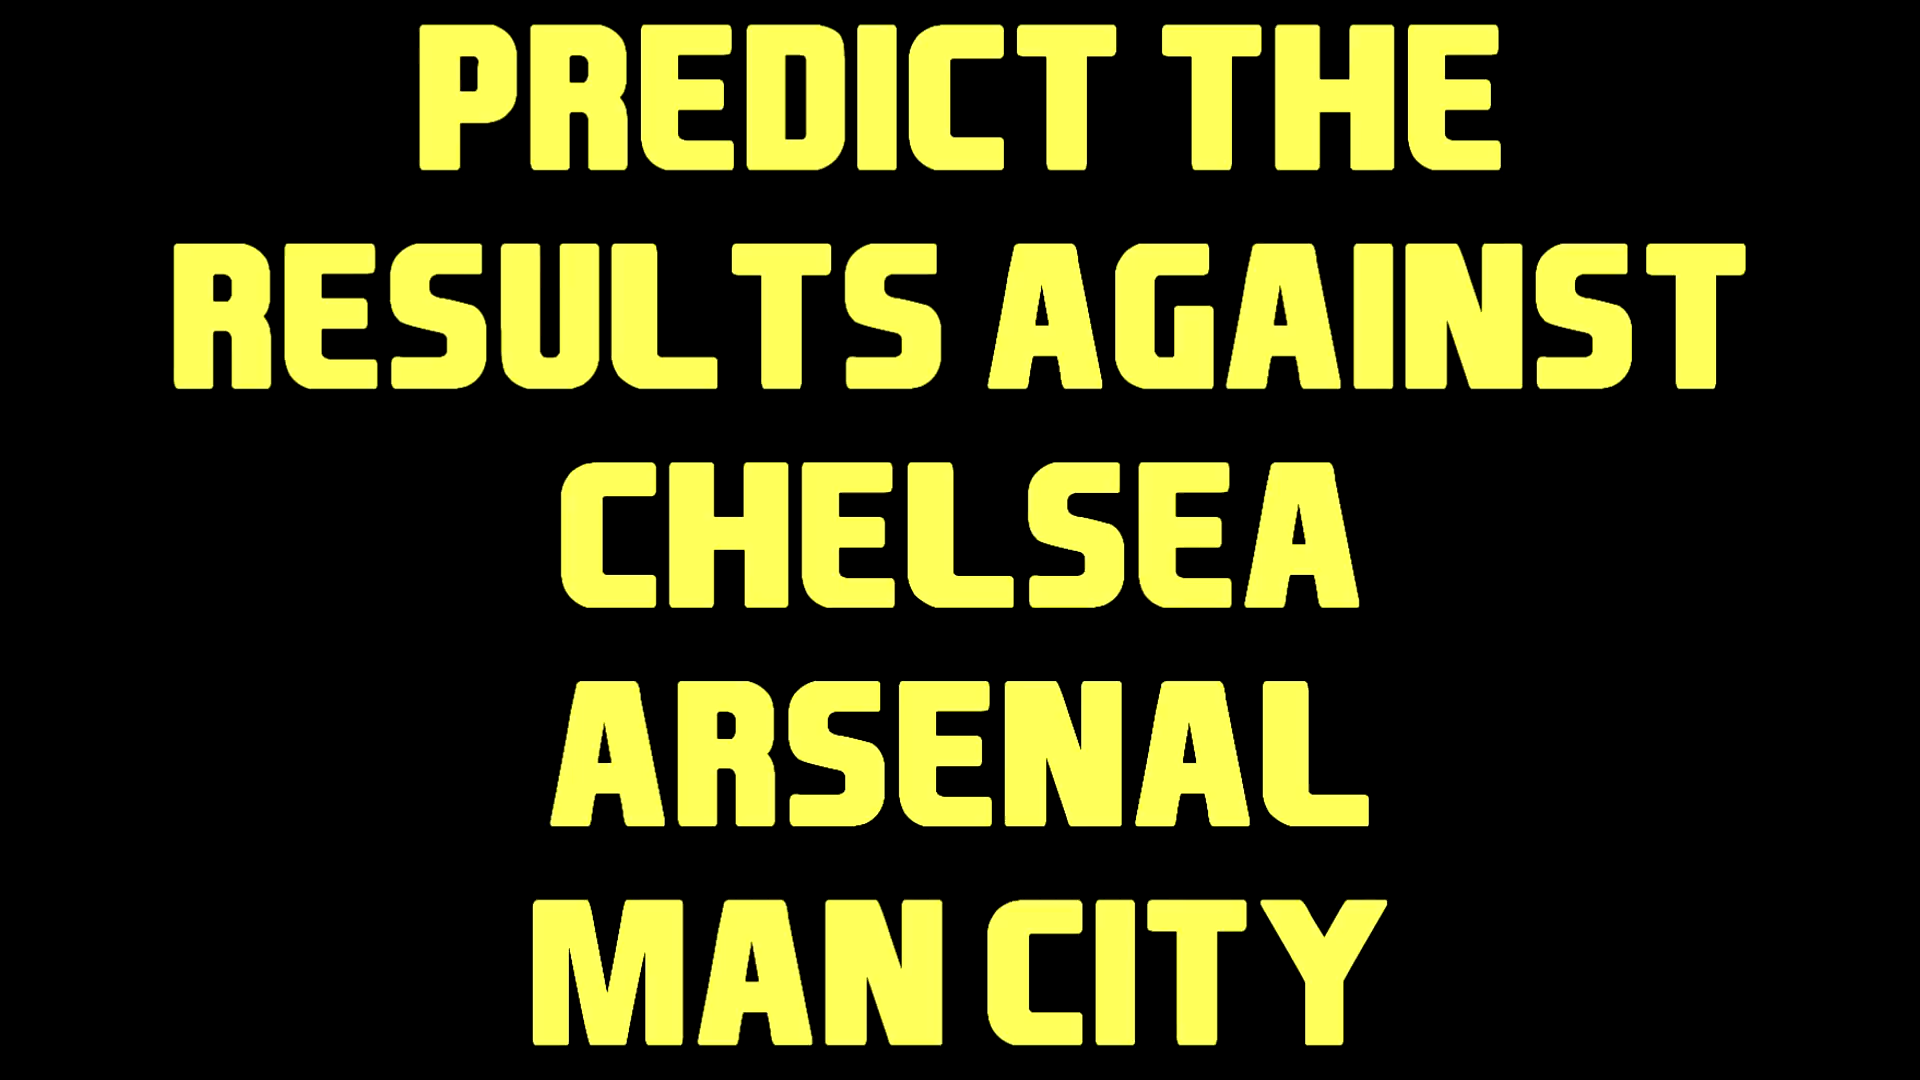 PREDICT THE
RESULTS AGAINST
CHELSEA
ARSENAL
MAN CITY